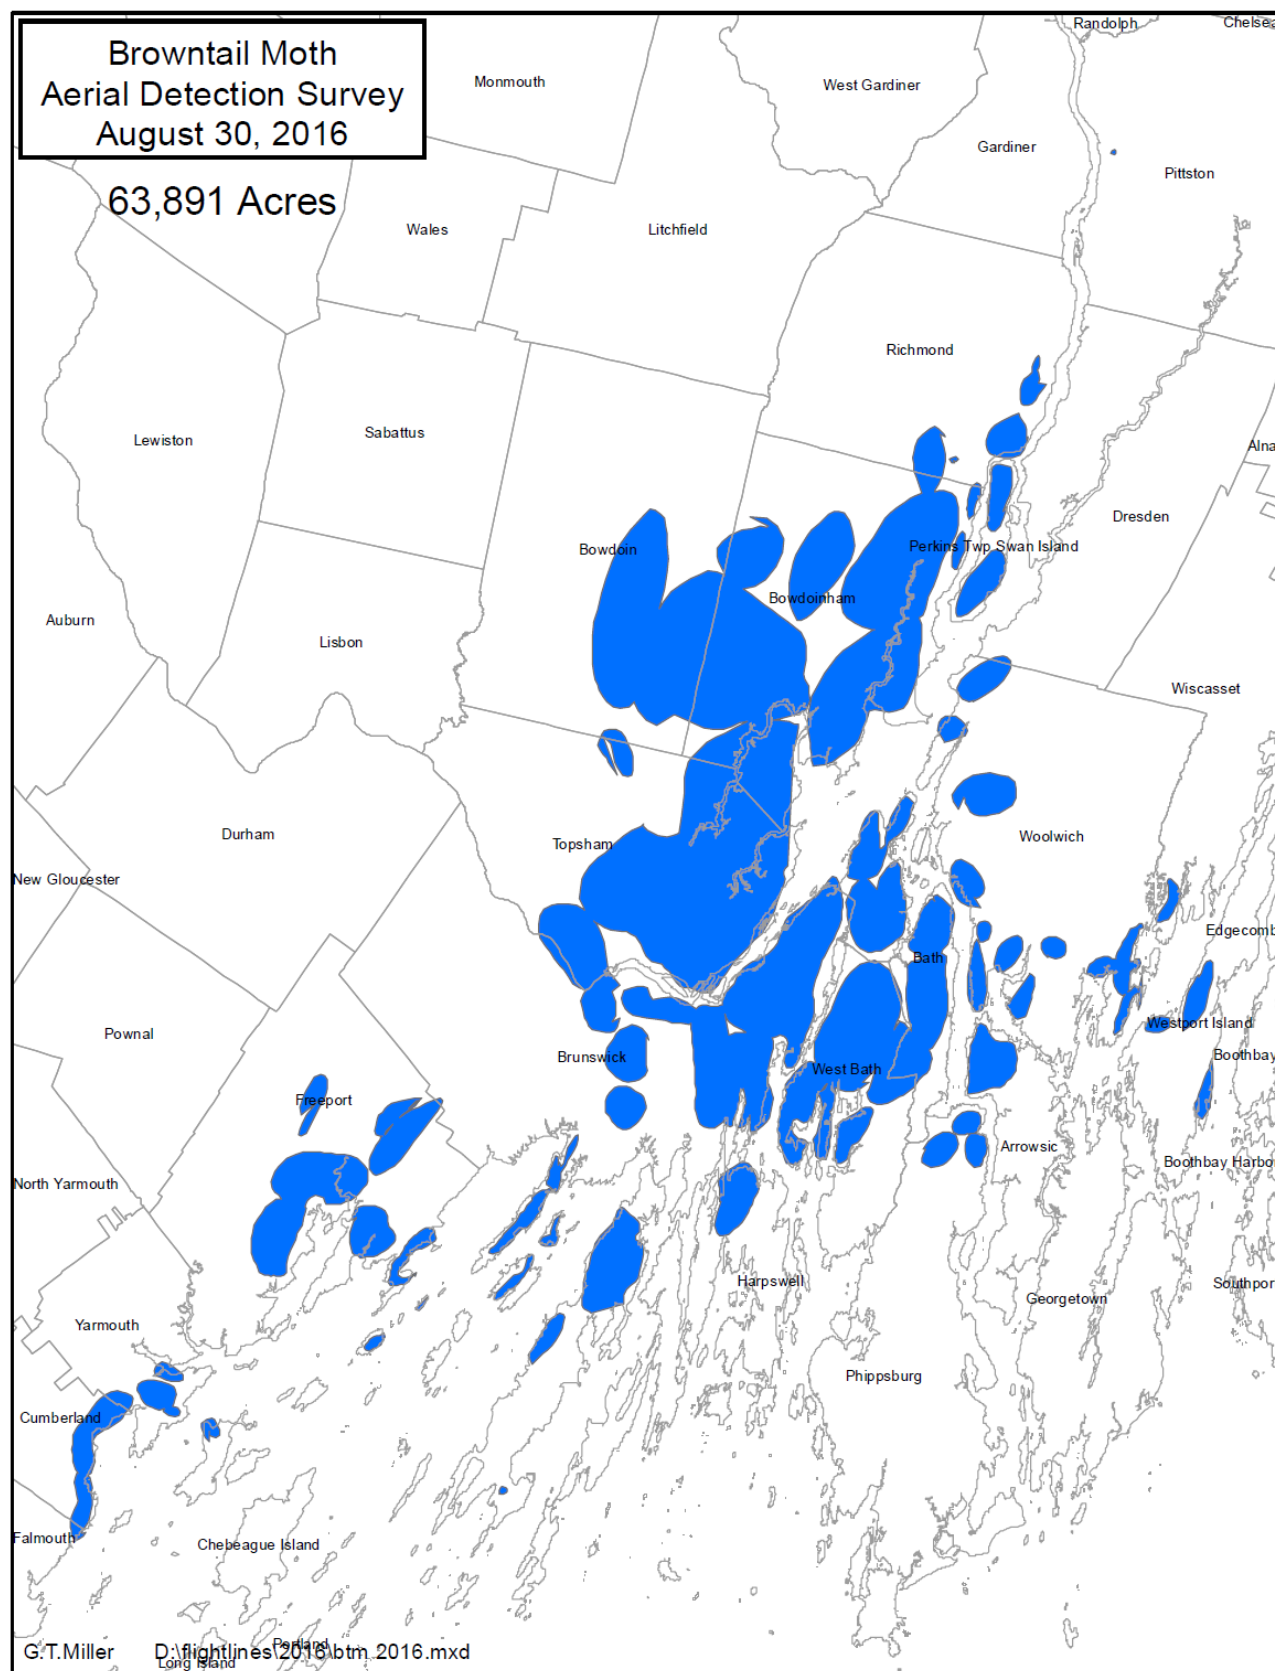 Browntail Moth
Aerial Detection Survey
August 30, 2016
63,891 Acres
Randolph
Chelsea
Monmouth
West Gardiner
Gardiner
Pittston
Wales
Litchfield
Richmond
Lewiston
Sabattus
Alna
Dresden
Bowdoin
Perkins Twp Swan Island
Bowdoinham
Auburn
Lisbon
Wiscasset
Durham
Topsham
Woolwich
New Gloucester
Edgecomb
Bath
Pownal
Westport Island
Brunswick
West Bath
Boothbay
Freeport
Arrowsic
North Yarmouth
Boothbay Harbo
Harpswell
Southpor
Georgetown
Yarmouth
Phippsburg
Cumberland
Falmouth
Chebeague Island
Portland
G.T.Miller D:\flightlines\2016\btm_2016.mxd
Long Island